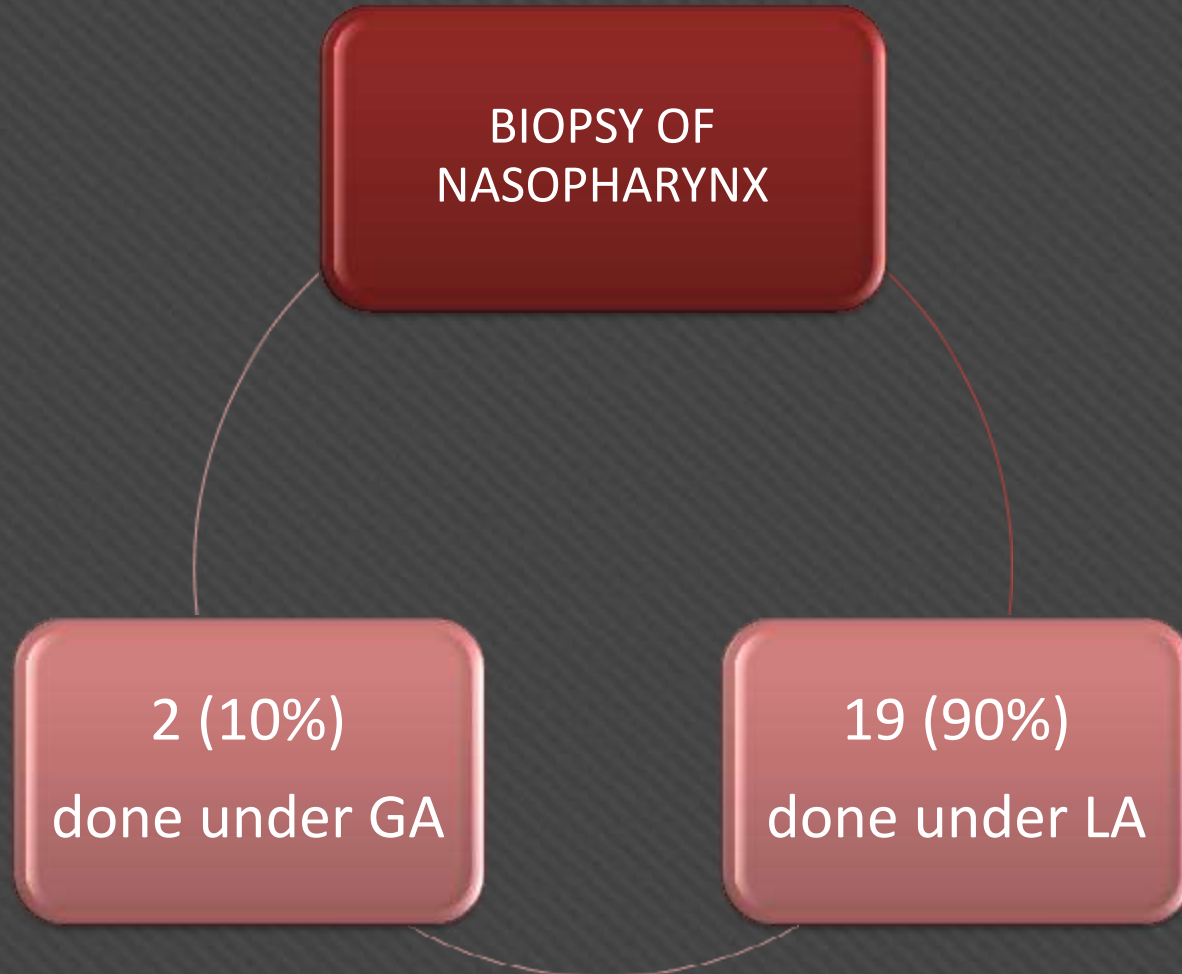 BIOPSY OF
NASOPHARYNX
2 (10%)
done under GA
19 (90%)
done under LA